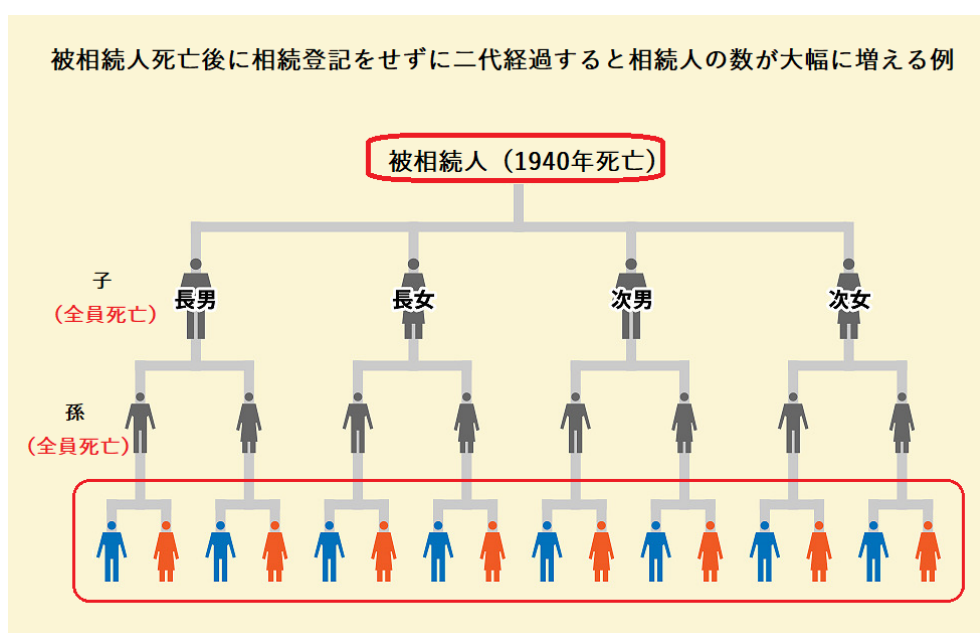 被相続人死亡後に相続登記をせずに二代経過すると相続人の数が大幅に増える例
被相続人（1940年死亡）
子
（全員死亡）
長男
長女
次男
次女
孫
（全員死亡）